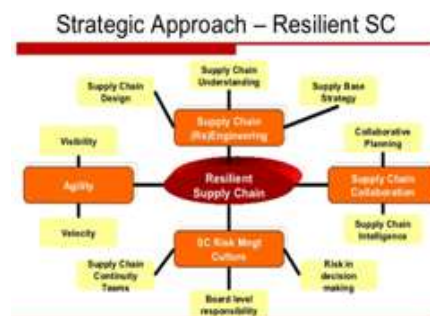 Strategic Approach – Resilient SC
Supply Chain
Understanding
Supply Chain
Design
Supply Base
Strategy
Supply Chain
(Re)Engineering
Visibility
Collaborative
Planning
Agility
Resilient
Supply Chain
Supply Chain
Collaboration
Velocity
Supply Chain
Intelligence
SC Risk Mngt
Culture
Supply Chain
Continuity
Teams
Risk in
decision
making
Board level
responsibility